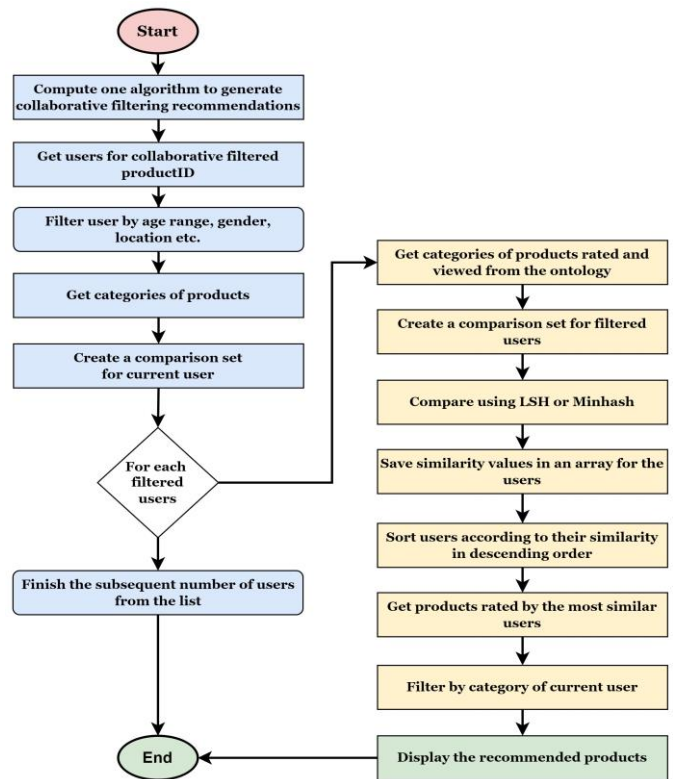 Start
Compute one algorithm to generate
collaborative filtering recommendations
Get users for collaborative filtered
productID
Filter user by age range, gender,
location etc.
Get categories of products
Create a comparison set
for current user
For each
filtered
users
Finish the subsequent number of users
from the list
End
Get categories of products rated and
viewed from the ontology
Create a comparison set for filtered
users
Compare using LSH or Minhash
Save similarity values in an array for the
users
Sort users according to their similarity
in descending order
Get products rated by the most similar
users
Filter by category of current user
Display the recommended products